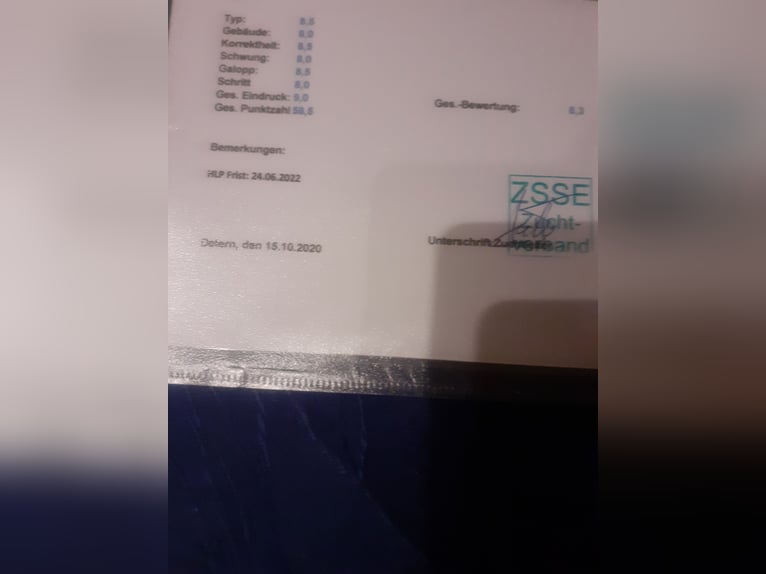 Typ: 8,5
Gebäude: 8,0
Korrektheit: 8,5
Schwung: 8,0
Galopp: 8,5
Schritt 8,0
Ges. Eindruck: 9,0
Ges. Punktzahl 58,5
Ges.-Bewertung: 8,3
Bemerkungen:
HLP Frist: 24.06.2022
ZSSE
Zucht-
verband
Detern, den 15.10.2020
Unterschrift